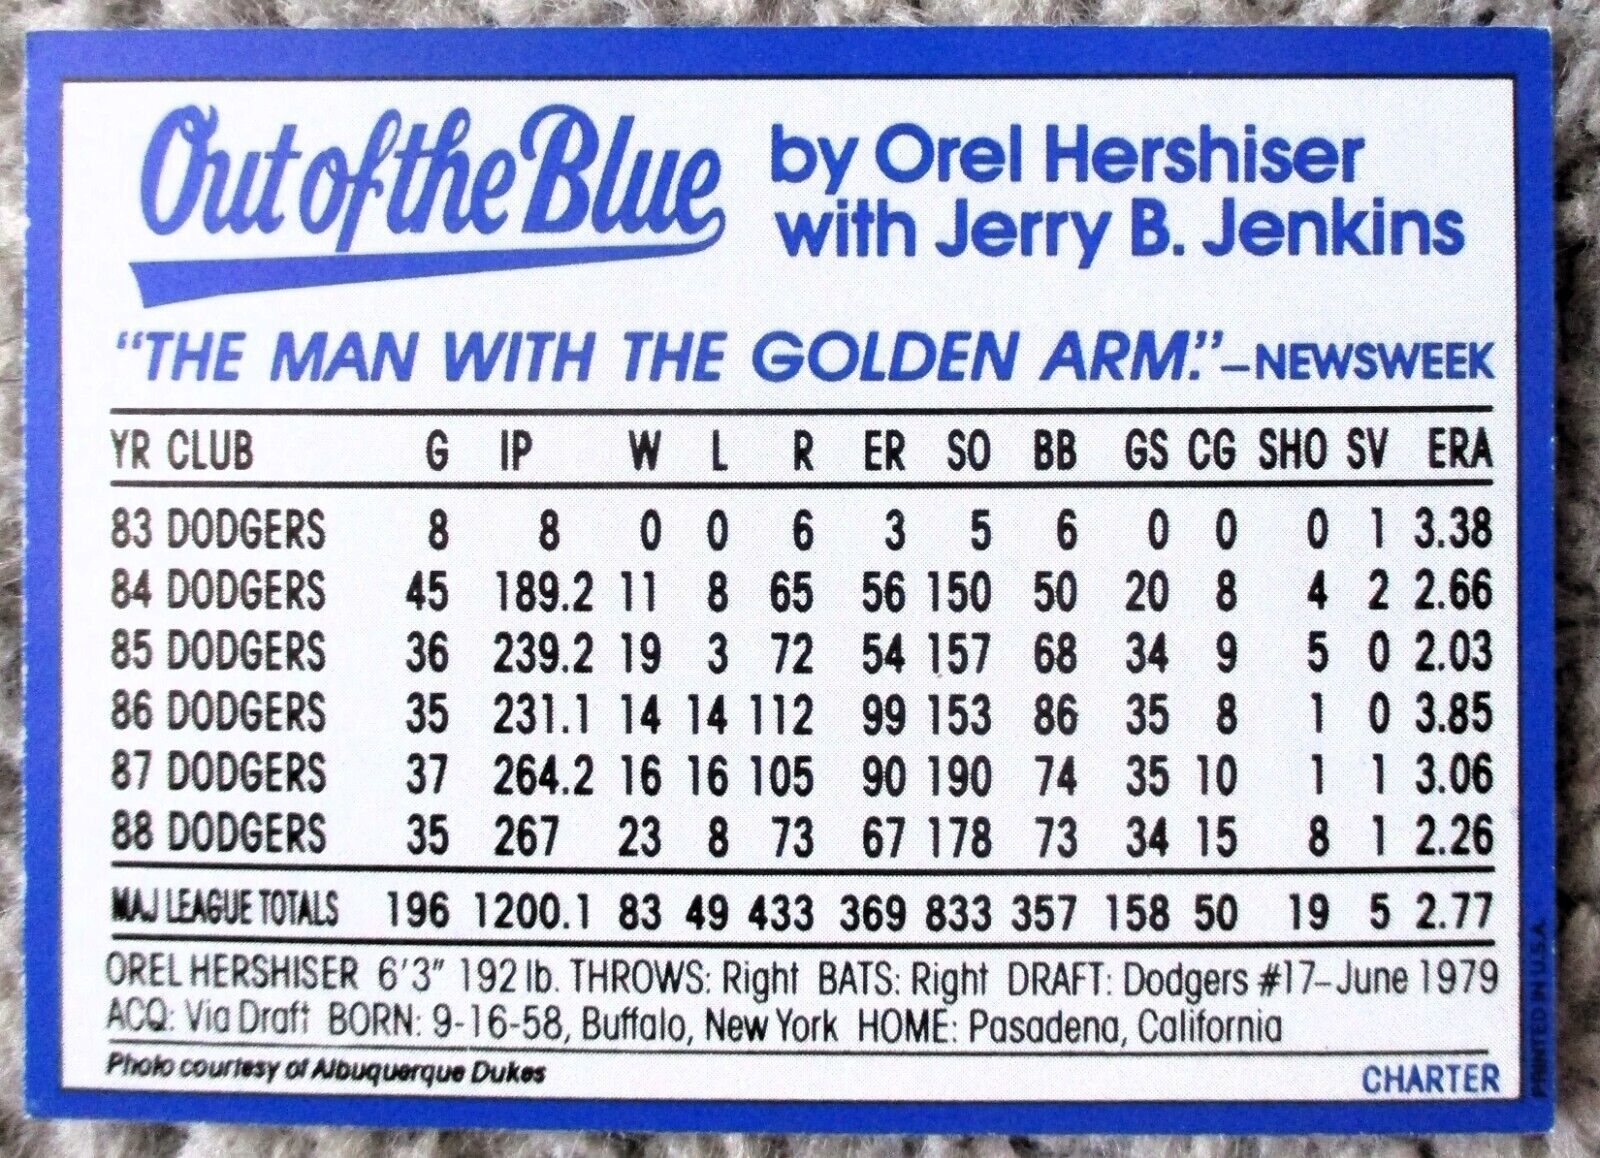 Out of the Blue by Orel Hershiser
with Jerry B. Jenkins
"THE MAN WITH THE GOLDEN ARM."–NEWSWEEK
YR CLUB G IP W L R ER SO BB GS CG SHO SV ERA
83 DODGERS 8 8 0 0 6 3 5 6 0 0 0 1 3.38
84 DODGERS 45 189.2 11 8 65 56 150 50 20 8 4 2 2.66
85 DODGERS 36 239.2 19 3 72 54 157 68 34 9 5 0 2.03
86 DODGERS 35 231.1 14 14 112 99 153 86 35 8 1 0 3.85
87 DODGERS 37 264.2 16 16 105 90 190 74 35 10 1 1 3.06
88 DODGERS 35 267 23 8 73 67 178 73 34 15 8 1 2.26
MAJ LEAGUE TOTALS 196 1200.1 83 49 433 369 833 357 158 50 19 5 2.77
OREL HERSHISER 6'3" 192 lb. THROWS: Right BATS: Right DRAFT: Dodgers #17–June 1979
ACQ: Via Draft BORN: 9-16-58, Buffalo, New York HOME: Pasadena, California
Photo courtesy of Albuquerque Dukes
CHARTER
PRINTED IN U.S.A.